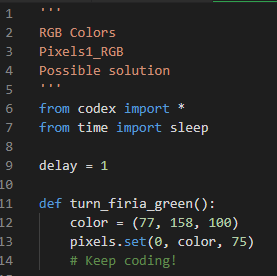 1 '''
2 RGB Colors
3 Pixels1_RGB
4 Possible solution
5 '''
6 from codex import *
7 from time import sleep
8
9 delay = 1
10
11 def turn_firia_green():
12     color = (77, 158, 100)
13     pixels.set(0, color, 75)
14     # Keep coding!